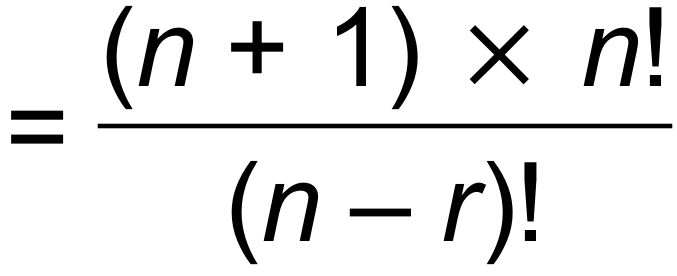 = (n + 1) × n!
(n – r)!